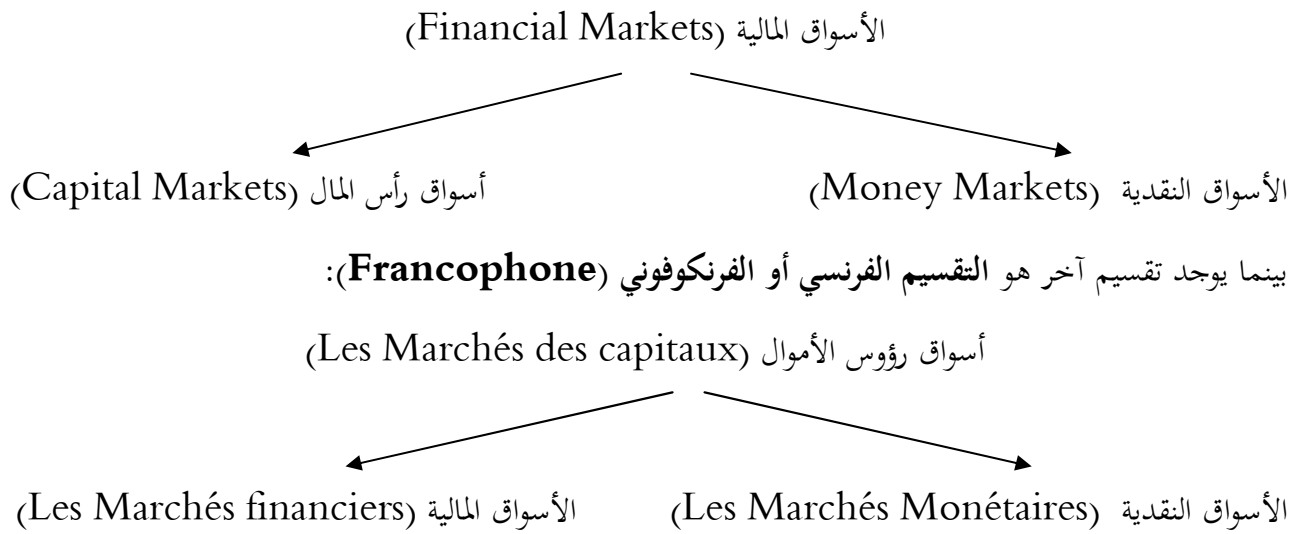 الأسواق المالية (Financial Markets)
الأسواق النقدية (Money Markets) أسواق رأس المال (Capital Markets)
بينما يوجد تقسيم آخر هو التقسيم الفرنسي أو الفرنكوفوني (Francophone):
أسواق رؤوس الأموال (Les Marchés des capitaux)
الأسواق النقدية (Les Marchés Monétaires) الأسواق المالية (Les Marchés financiers)